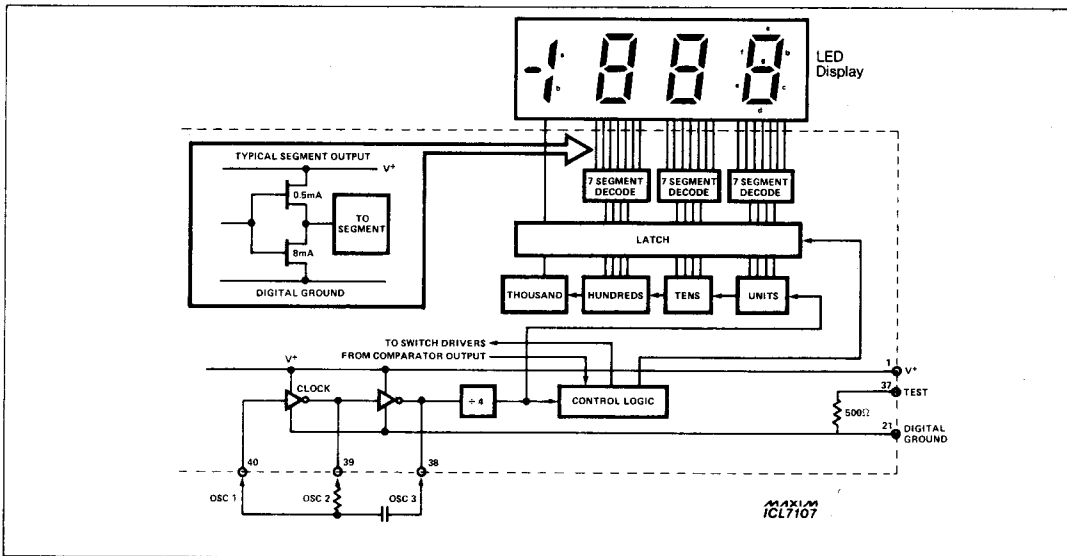 a
b
a
f
b
g
e
c
d
LED
Display
TYPICAL SEGMENT OUTPUT
V+
0.5mA
TO
SEGMENT
8mA
DIGITAL GROUND
7 SEGMENT
DECODE
7 SEGMENT
DECODE
7 SEGMENT
DECODE
LATCH
THOUSAND
HUNDREDS
TENS
UNITS
TO SWITCH DRIVERS
FROM COMPARATOR OUTPUT
V+
CLOCK
÷4
CONTROL LOGIC
1
V+
37
TEST
500Ω
21
DIGITAL
GROUND
40
39
38
OSC 1
OSC 2
OSC 3
MAXIM
ICL7107